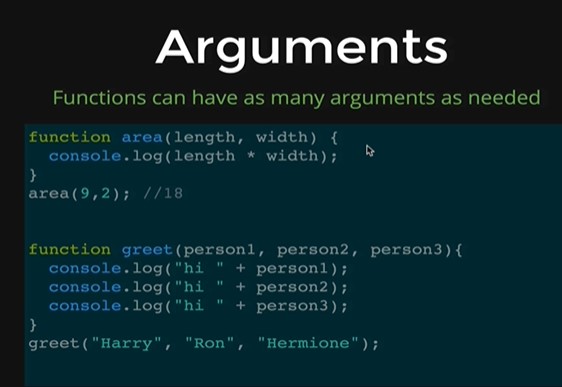 Arguments
Functions can have as many arguments as needed
function area(length, width) {
  console.log(length * width);
}
area(9,2); //18
function greet(person1, person2, person3){
  console.log("hi " + person1);
  console.log("hi " + person2);
  console.log("hi " + person3);
}
greet("Harry", "Ron", "Hermione");